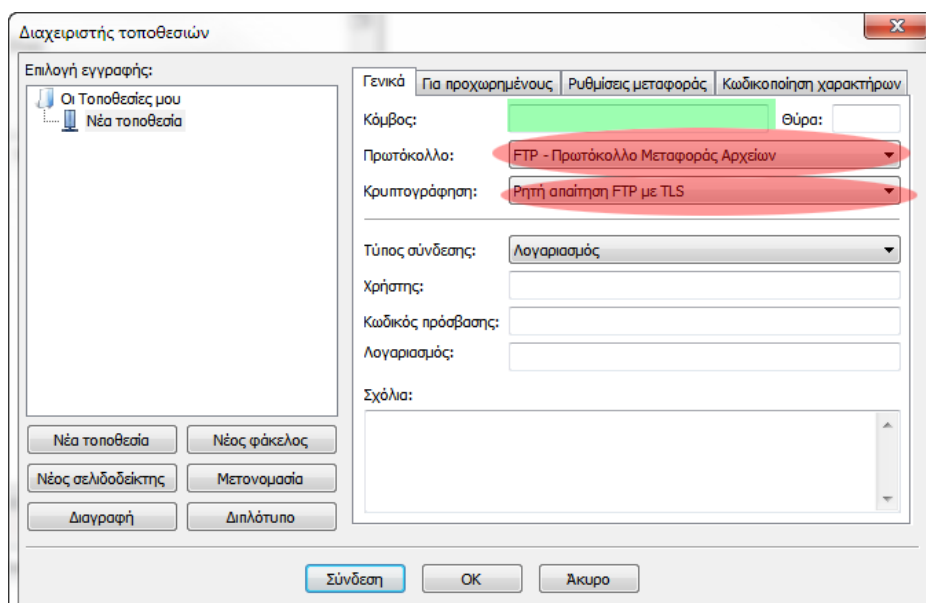 Διαχειριστής τοποθεσιών
Επιλογή εγγραφής:
Οι Τοποθεσίες μου
Νέα τοποθεσία
Νέα τοποθεσία Νέος φάκελος
Νέος σελιδοδείκτης Μετονομασία
Διαγραφή Διπλότυπο
Γενικά Για προχωρημένους Ρυθμίσεις μεταφοράς Κωδικοποίηση χαρακτήρων
Κόμβος: Θύρα:
Πρωτόκολλο: FTP - Πρωτόκολλο Μεταφοράς Αρχείων
Κρυπτογράφηση: Ρητή απαίτηση FTP με TLS
Τύπος σύνδεσης: Λογαριασμός
Χρήστης:
Κωδικός πρόσβασης:
Λογαριασμός:
Σχόλια:
Σύνδεση OK Άκυρο